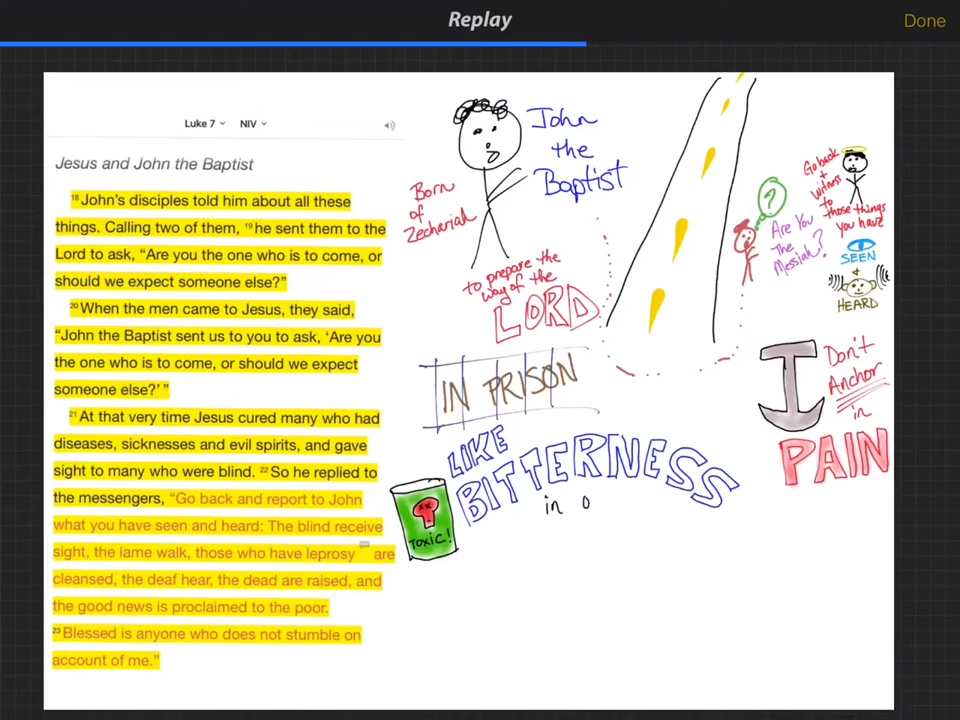 Replay
Done
Luke 7
NIV
Jesus and John the Baptist
18 John's disciples told him about all these
things. Calling two of them, 19 he sent them to the
Lord to ask, “Are you the one who is to come, or
should we expect someone else?”
20 When the men came to Jesus, they said,
“John the Baptist sent us to you to ask, ‘Are you
the one who is to come, or should we expect
someone else?’ ”
21 At that very time Jesus cured many who had
diseases, sicknesses and evil spirits, and gave
sight to many who were blind. 22 So he replied to
the messengers, “Go back and report to John
what you have seen and heard: The blind receive
sight, the lame walk, those who have leprosy are
cleansed, the deaf hear, the dead are raised, and
the good news is proclaimed to the poor.
23 Blessed is anyone who does not stumble on
account of me.”
John
the
Baptist
Born
of
Zechariah
to prepare the
way of the
LORD
?
Are You
The
Messiah?
Go back
+
Witness
to
those things
you have
SEEN
&
HEARD
IN PRISON
Don't
Anchor
in
PAIN
LIKE
BITTERNESS
in o
TOXIC!